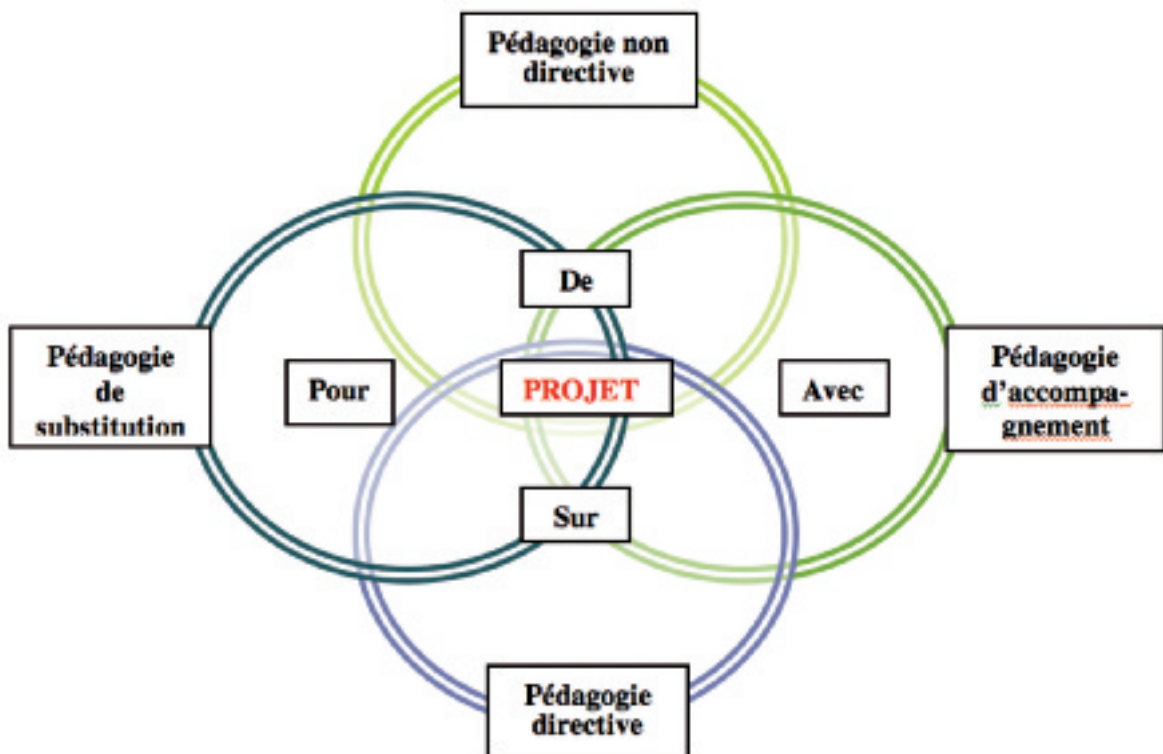 Pédagogie non
directive
De
Pédagogie
de
substitution
Pour
PROJET
Avec
Pédagogie
d'accompa-
gnement
Sur
Pédagogie
directive